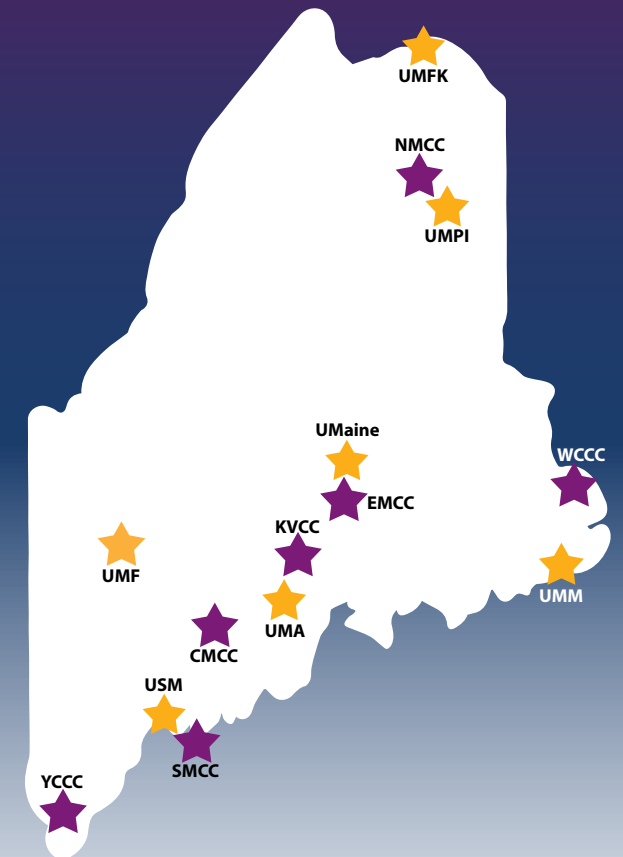 UMFK
NMCC
UMPI
UMaine
WCCC
EMCC
KVCC
UMF
UMM
UMA
CMCC
USM
SMCC
YCCC